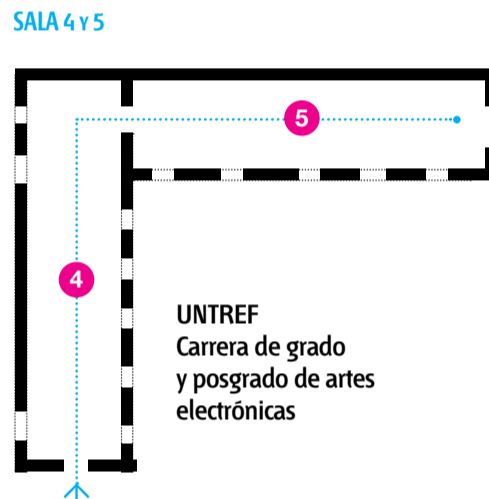 SALA 4 Y 5
5
4
UNTREF
Carrera de grado
y posgrado de artes
electrónicas